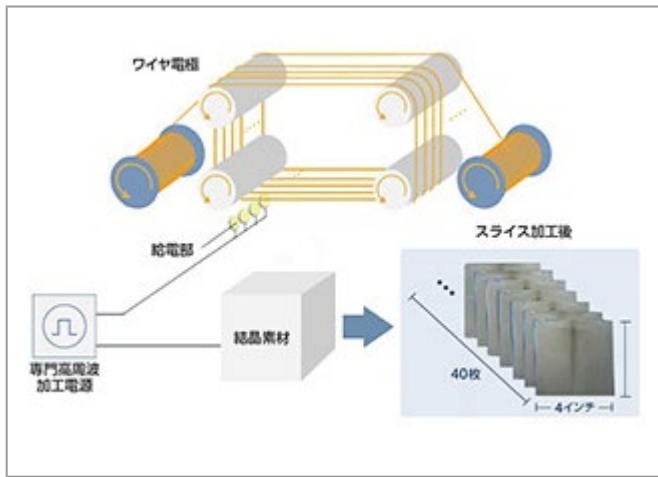 ワイヤ電極
給電部
スライス加工後
専門高周波
加工電源
結晶素材
40枚
4インチ